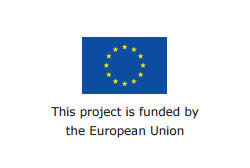 This project is funded by
the European Union